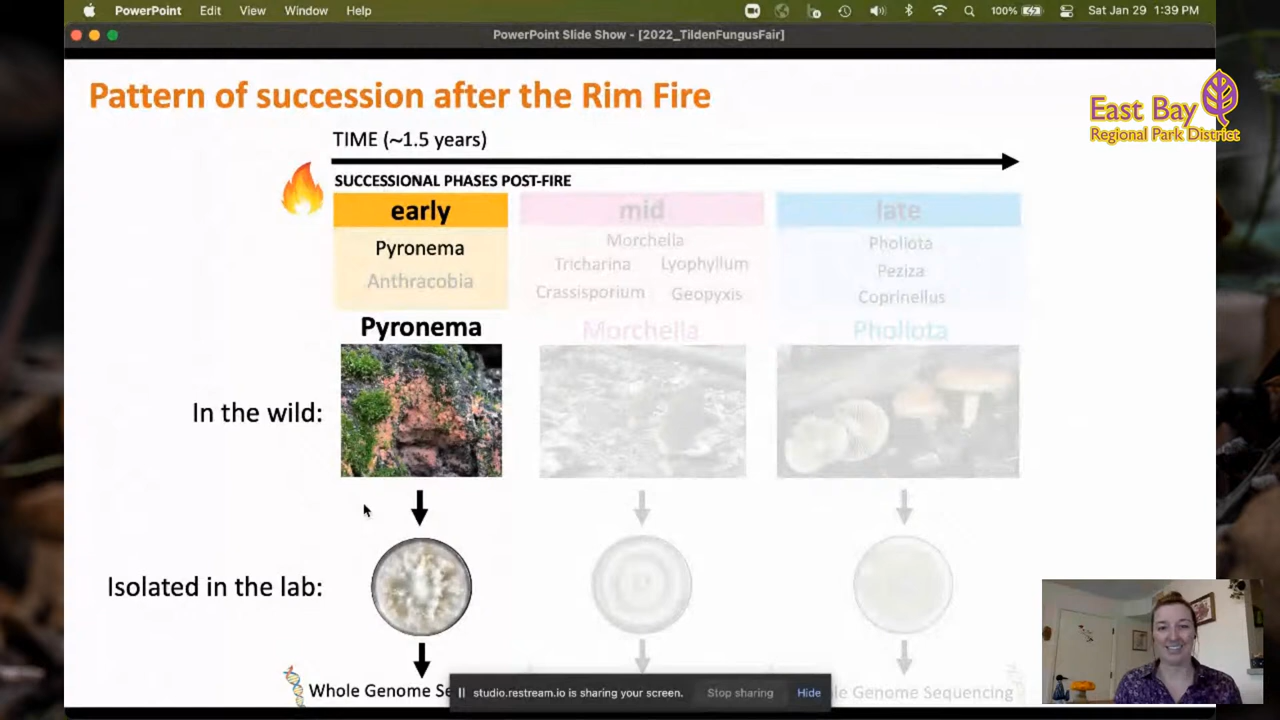 PowerPoint Edit View Window Help 100% Sat Jan 29 1:39 PM
PowerPoint Slide Show - [2022_TildenFungusFair]
Pattern of succession after the Rim Fire
East Bay
Regional Park District
TIME (~1.5 years)
SUCCESSIONAL PHASES POST-FIRE
early mid late
Pyronema Morchella Pholiota
Anthracobia Tricharina Lyophyllum Peziza
Crassisporium Geopyxis Coprinellus
Pyronema Morchella Pholiota
In the wild:
Isolated in the lab:
Whole Genome Se
studio.restream.io is sharing your screen. Stop sharing Hide
le Genome Sequencing